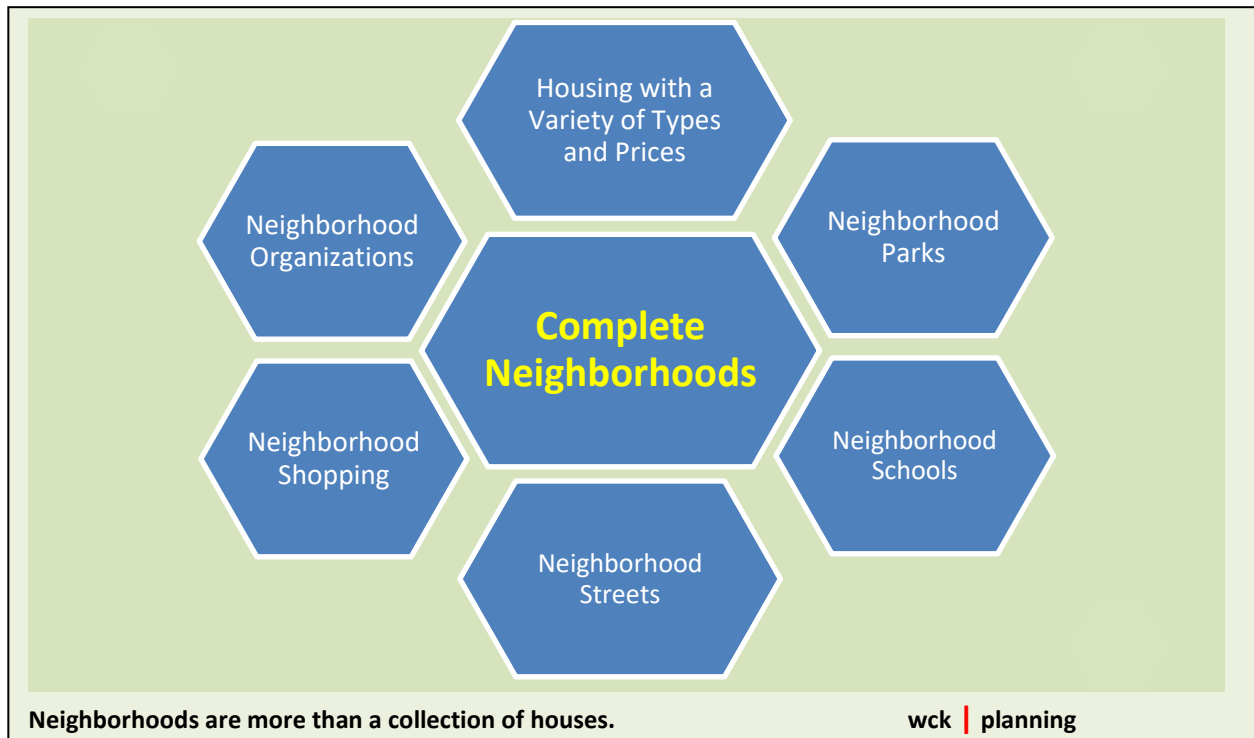 Housing with a
Variety of Types
and Prices
Neighborhood
Organizations
Neighborhood
Parks
Complete
Neighborhoods
Neighborhood
Shopping
Neighborhood
Schools
Neighborhood
Streets
Neighborhoods are more than a collection of houses.
wck | planning